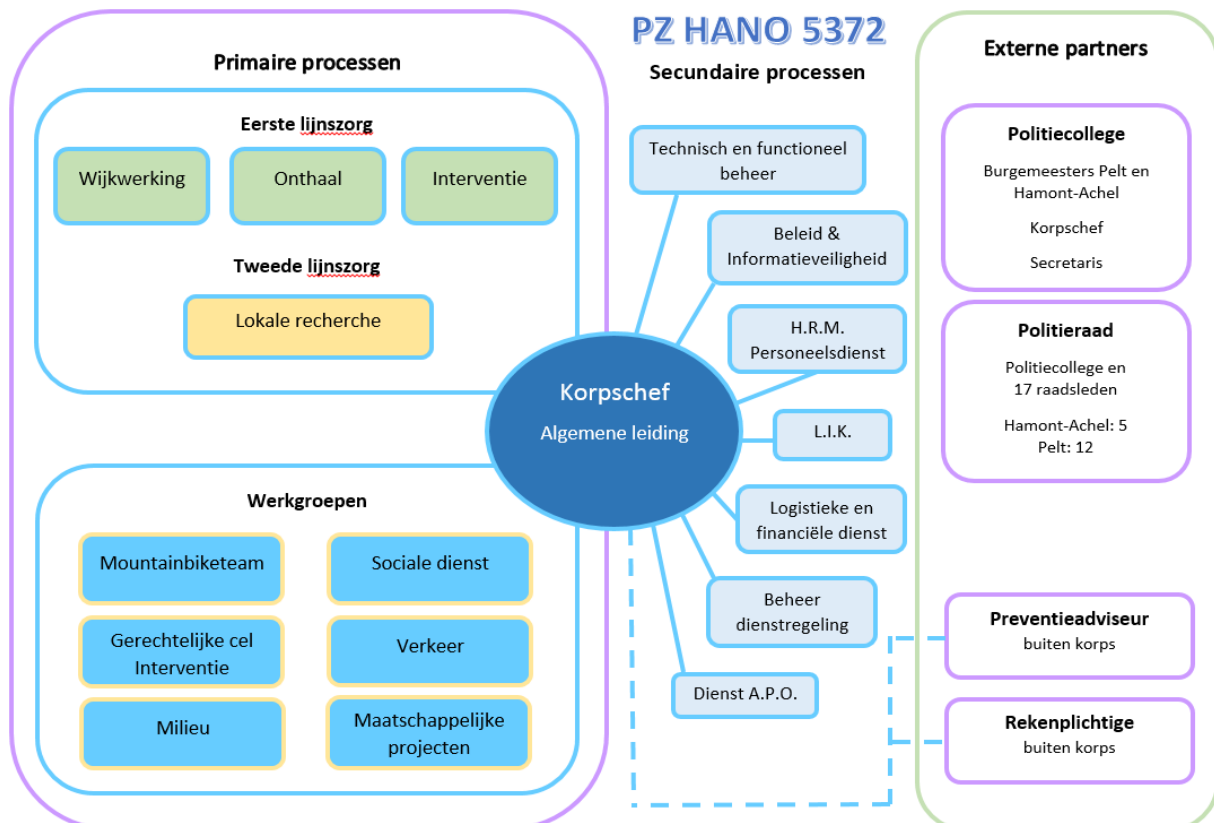 PZ HANO 5372
Primaire processen
Eerste lijnszorg
Wijkwerking
Onthaal
Interventie
Tweede lijnszorg
Lokale recherche
Werkgroepen
Mountainbiketeam
Sociale dienst
Gerechtelijke cel
Interventie
Verkeer
Milieu
Maatschappelijke
projecten
Korpschef
Algemene leiding
Secundaire processen
Technisch en functioneel
beheer
Beleid &
Informatieveiligheid
H.R.M.
Personeelsdienst
L.I.K.
Logistieke en
financiële dienst
Beheer
dienstregeling
Dienst A.P.O.
Externe partners
Politiecollege
Burgemeesters Pelt en
Hamont-Achel
Korpschef
Secretaris
Politieraad
Politiecollege en
17 raadsleden
Hamont-Achel: 5
Pelt: 12
Preventieadviseur
buiten korps
Rekenplichtige
buiten korps